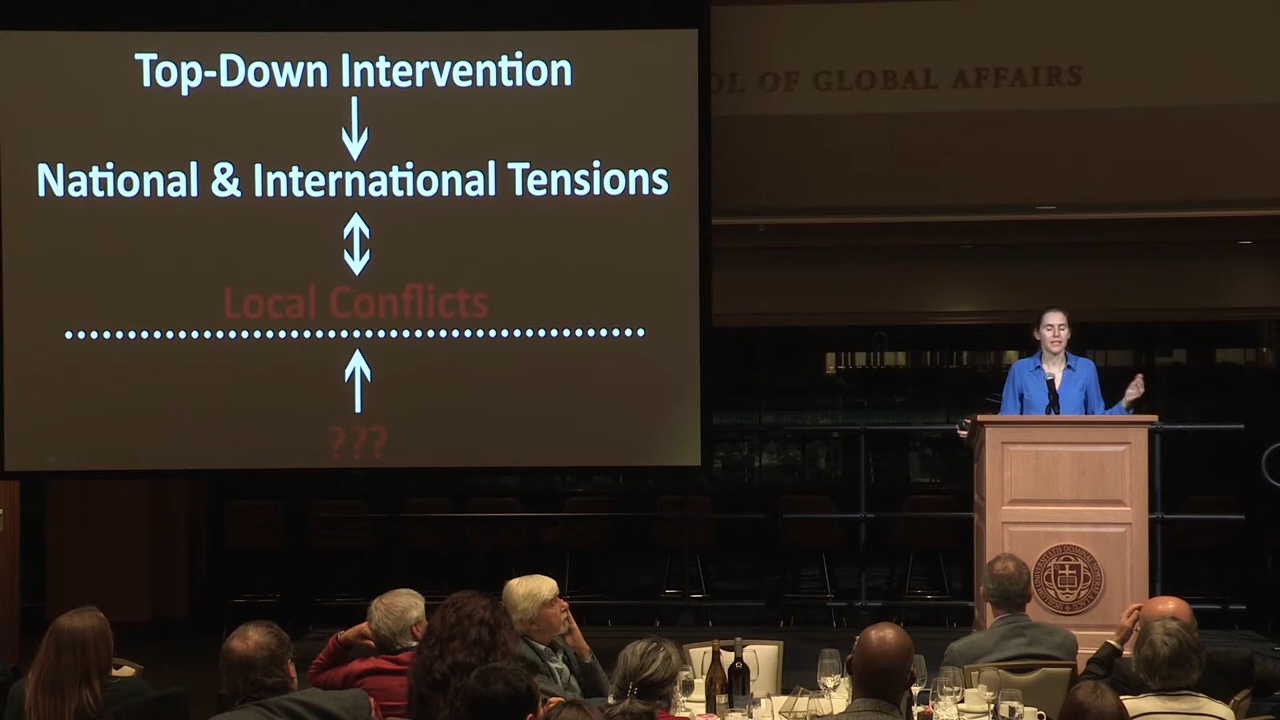 Top-Down Intervention
National & International Tensions
Local Conflicts
???
OL OF GLOBAL AFFAIRS